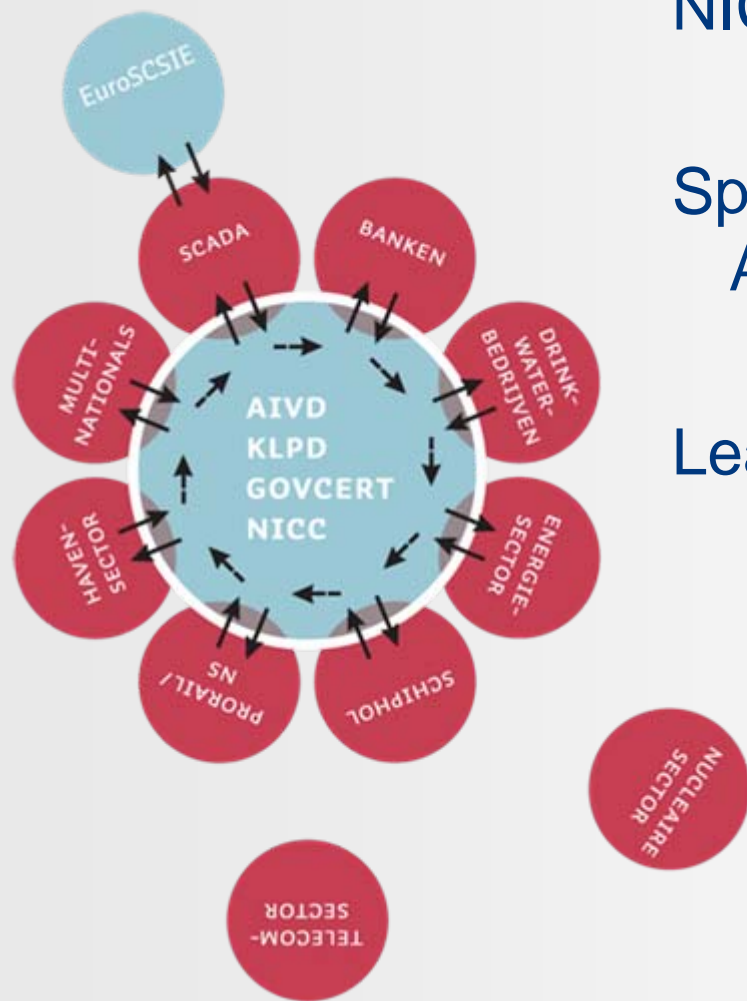 EuroSCSIE
SCADA
BANKEN
MULTI-
NATIONALS
DRINK-
WATER-
BEDRIJVEN
AIVD
KLPD
GOVCERT
NICC
HAVEN-
SECTOR
ENERGIE-
SECTOR
PRORAIL/
NS
SCHIPHOL
NUCLEAIRE
SECTOR
TELECOM-
SECTOR